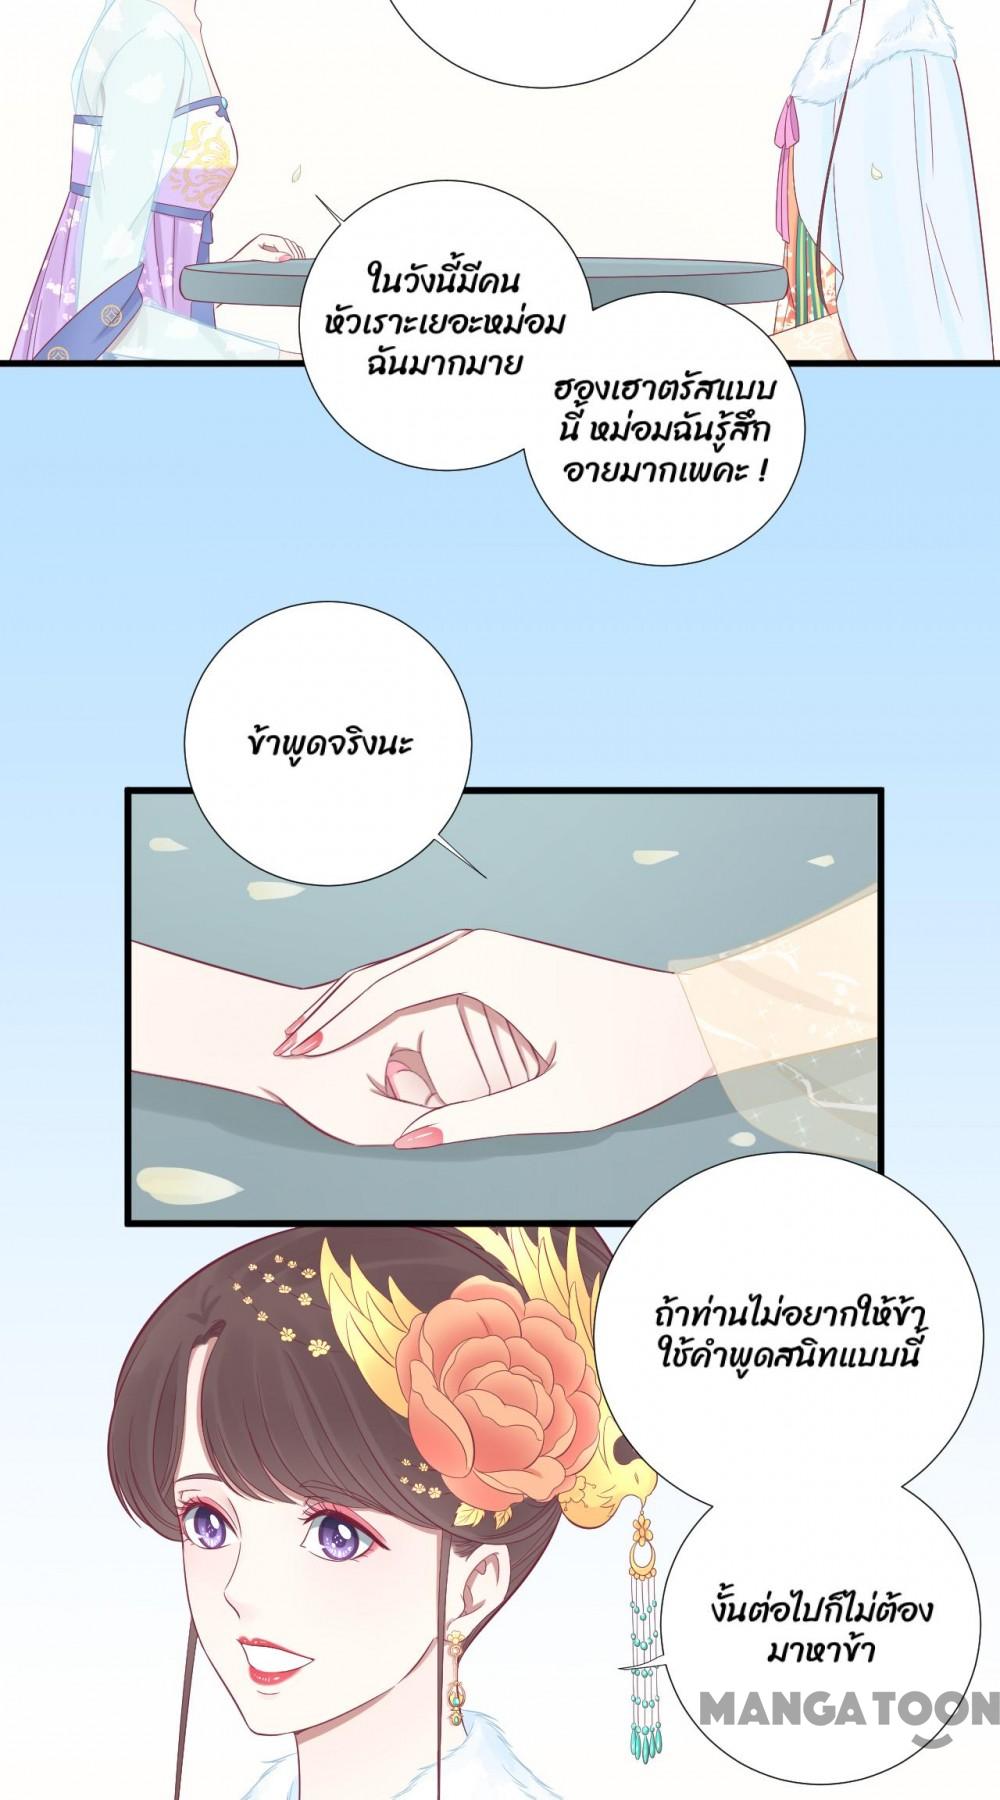 ในวังนี้มีคน
หัวเราะเยอะหม่อม
ฉันมากมาย
ฮองเฮาตรัสแบบ
นี้ หม่อมฉันรู้สึก
อายมากเพคะ !
ข้าพูดจริงนะ
ถ้าท่านไม่อยากให้ข้า
ใช้คำพูดสนิทแบบนี้
งั้นต่อไปก็ไม่ต้อง
มาหาข้า
MANGATOON